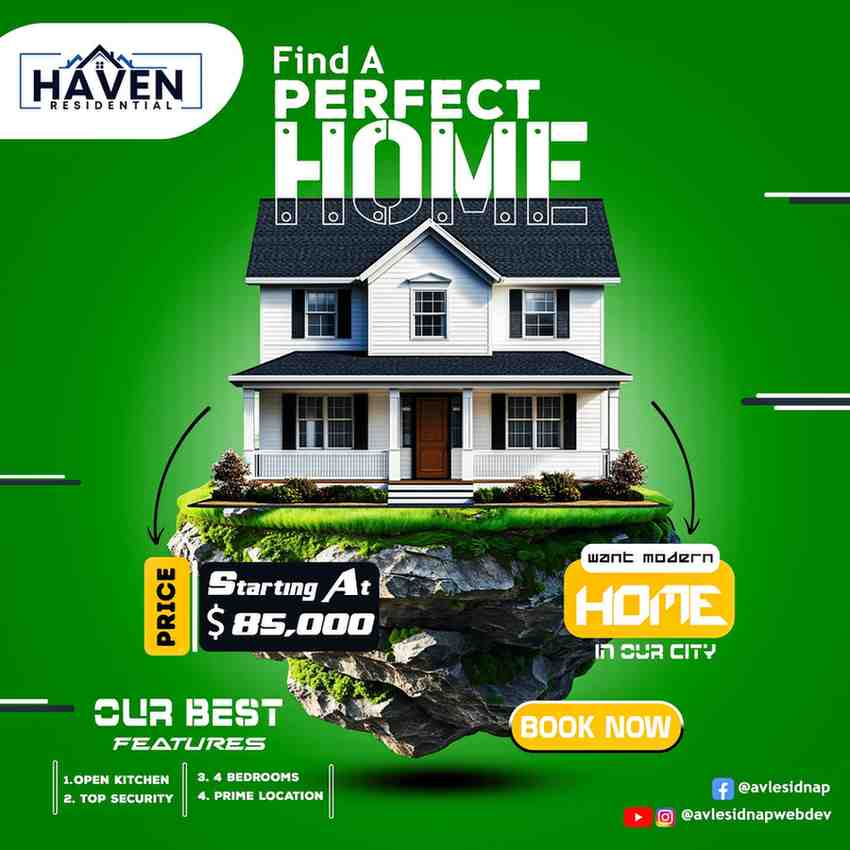 HAVEN
RESIDENTIAL
Find A
PERFECT
HOME
PRICE
Starting At
$ 85,000
want modern
HOME
IN OUR CITY
OUR BEST
FEATURES
1.OPEN KITCHEN
2. TOP SECURITY
3. 4 BEDROOMS
4. PRIME LOCATION
BOOK NOW
@avlesidnap
@avlesidnapwebdev